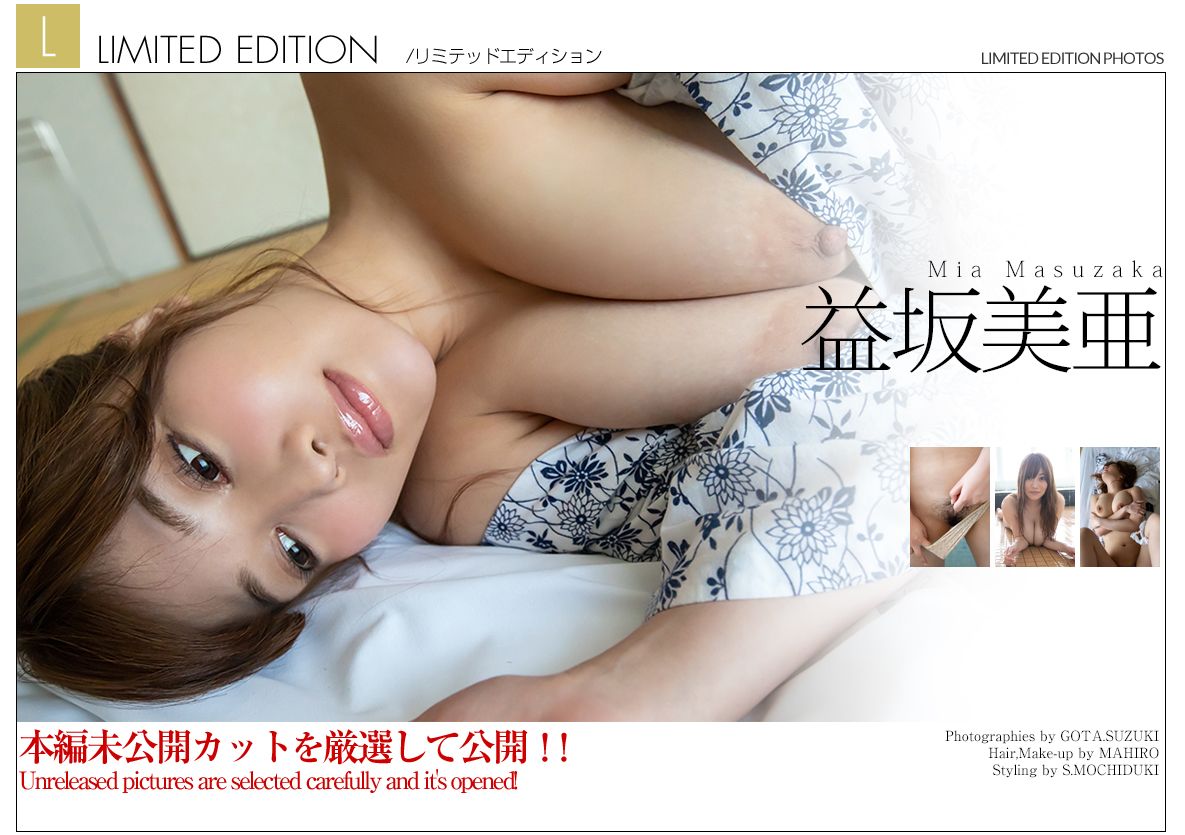 L
LIMITED EDITION /リミテッドエディション
LIMITED EDITION PHOTOS
Mia Masuzaka
益坂美亜
本編未公開カットを厳選して公開！！
Unreleased pictures are selected carefully and it's opened!
Photographies by GOTA.SUZUKI
Hair,Make-up by MAHIRO
Styling by S.MOCHIDUKI